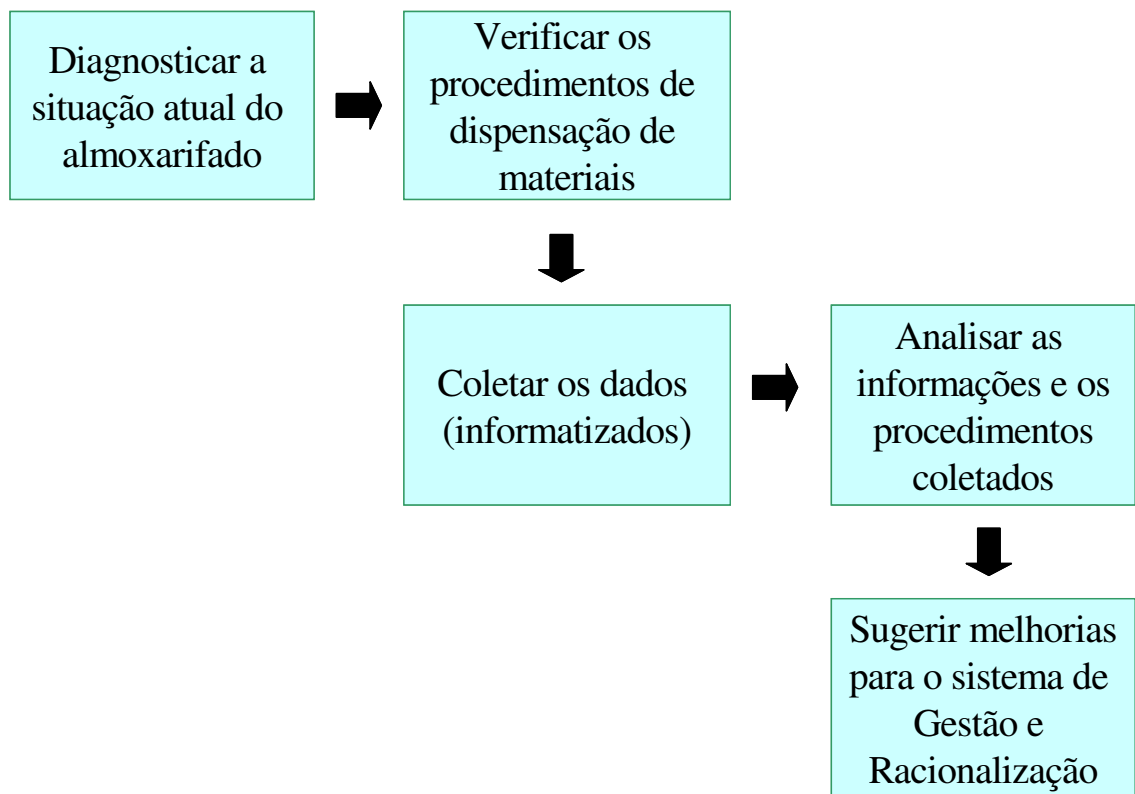 Diagnosticar a
situação atual do
almoxarifado
Verificar os
procedimentos de
dispensação de
materiais
Coletar os dados
(informatizados)
Analisar as
informações e os
procedimentos
coletados
Sugerir melhorias
para o sistema de
Gestão e
Racionalização